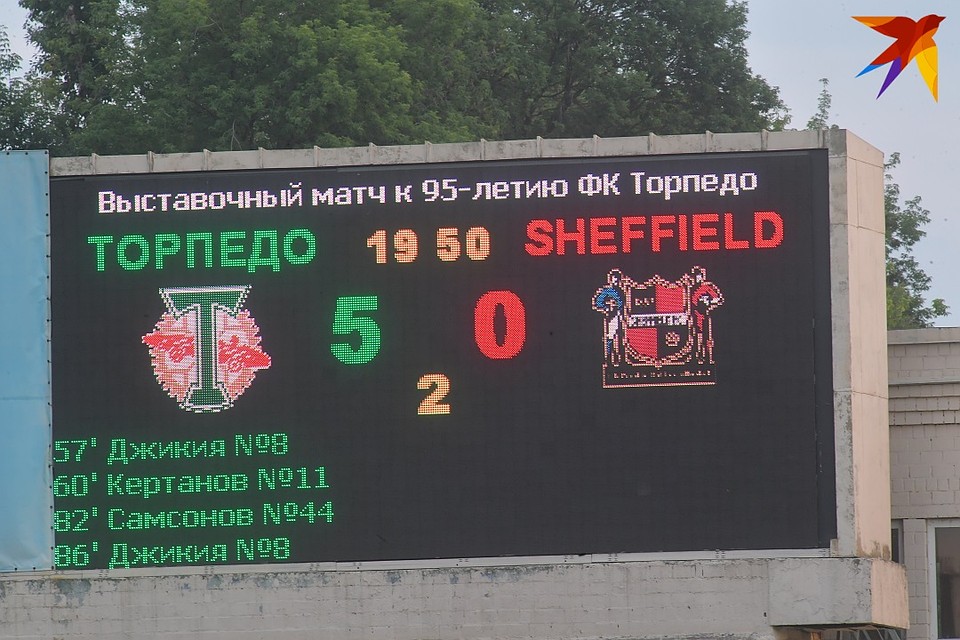 Выставочный матч к 95-летию ФК Торпедо
ТОРПЕДО 19 50 SHEFFIELD
5 0
2
57' Джикия №8
60' Кертанов №11
82' Самсонов №44
86' Джикия №8